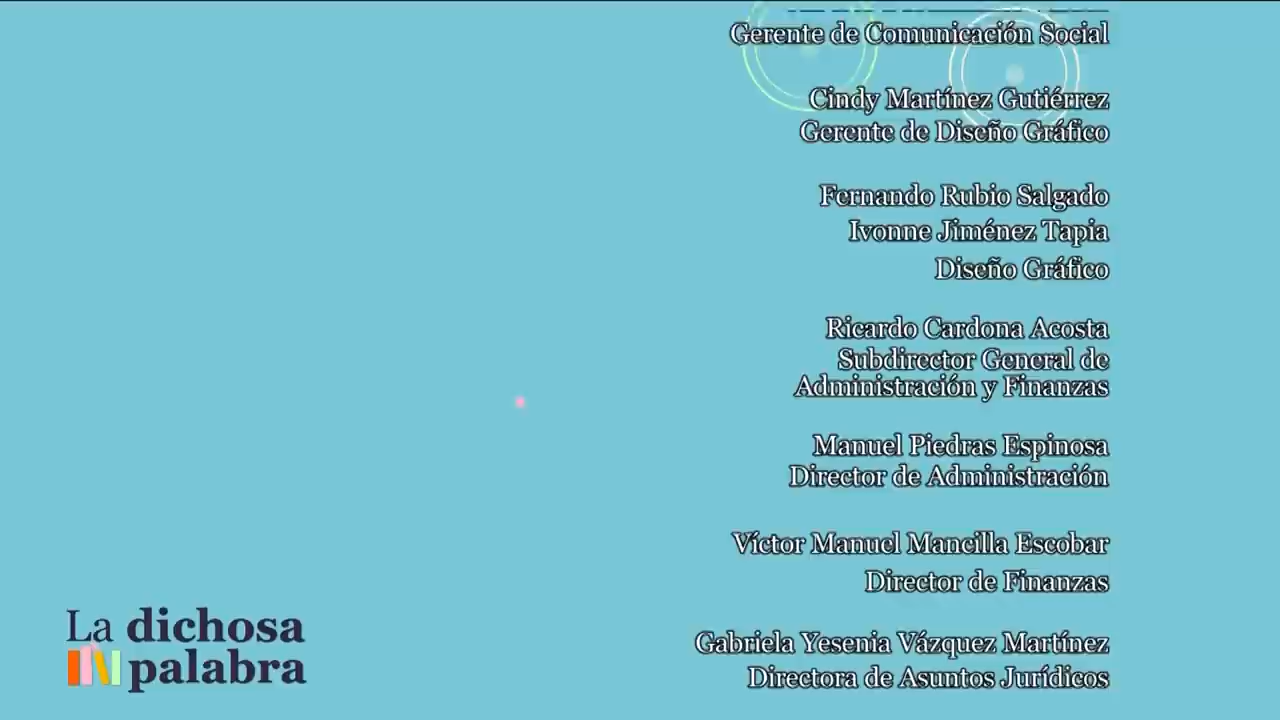 Gerente de Comunicación Social
Cindy Martínez Gutiérrez
Gerente de Diseño Gráfico
Fernando Rubio Salgado
Ivonne Jiménez Tapia
Diseño Gráfico
Ricardo Cardona Acosta
Subdirector General de
Administración y Finanzas
Manuel Piedras Espinosa
Director de Administración
Víctor Manuel Mancilla Escobar
Director de Finanzas
Gabriela Yesenia Vázquez Martínez
Directora de Asuntos Jurídicos
La dichosa
palabra